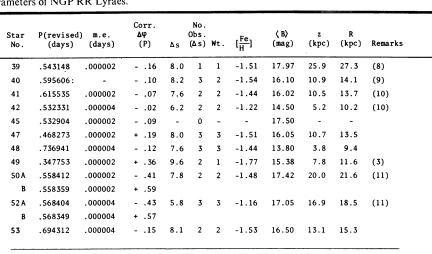 Parameters of NGP RR Lyraes.
Corr. No.
Star P(revised) m.e. Δψ Obs. [Fe/H] ⟨B⟩ z R
No. (days) (days) (P) Δs (Δs) Wt. (mag) (kpc) (kpc) Remarks
39 .543148 .000002 - .16 8.0 1 1 -1.51 17.97 25.9 27.3 (8)
40 .595606: - - .10 8.2 3 2 -1.54 16.10 10.9 14.1 (9)
41 .615535 .000002 - .07 7.6 2 2 -1.44 16.02 10.5 13.7 (10)
42 .532331 .000004 - .02 6.2 2 2 -1.22 14.50 5.2 10.2 (10)
45 .532904 .000002 - .09 - 0 - - 17.50 - -
47 .468273 .000002 + .19 8.0 3 3 -1.51 16.05 10.7 13.5
48 .736941 .000004 - .12 7.6 3 3 -1.44 13.80 3.8 9.4
49 .347753 .000002 + .36 9.6 2 1 -1.77 15.38 7.8 11.6 (3)
50A .558412 .000002 - .41 7.8 2 2 -1.48 17.42 20.0 21.6 (11)
B .558359 .000002 + .59
52A .568404 .000004 - .43 5.8 3 3 -1.16 17.05 16.9 18.5 (11)
B .568349 .000004 + .57
53 .694312 .000002 - .15 8.1 2 2 -1.53 16.50 13.1 15.3